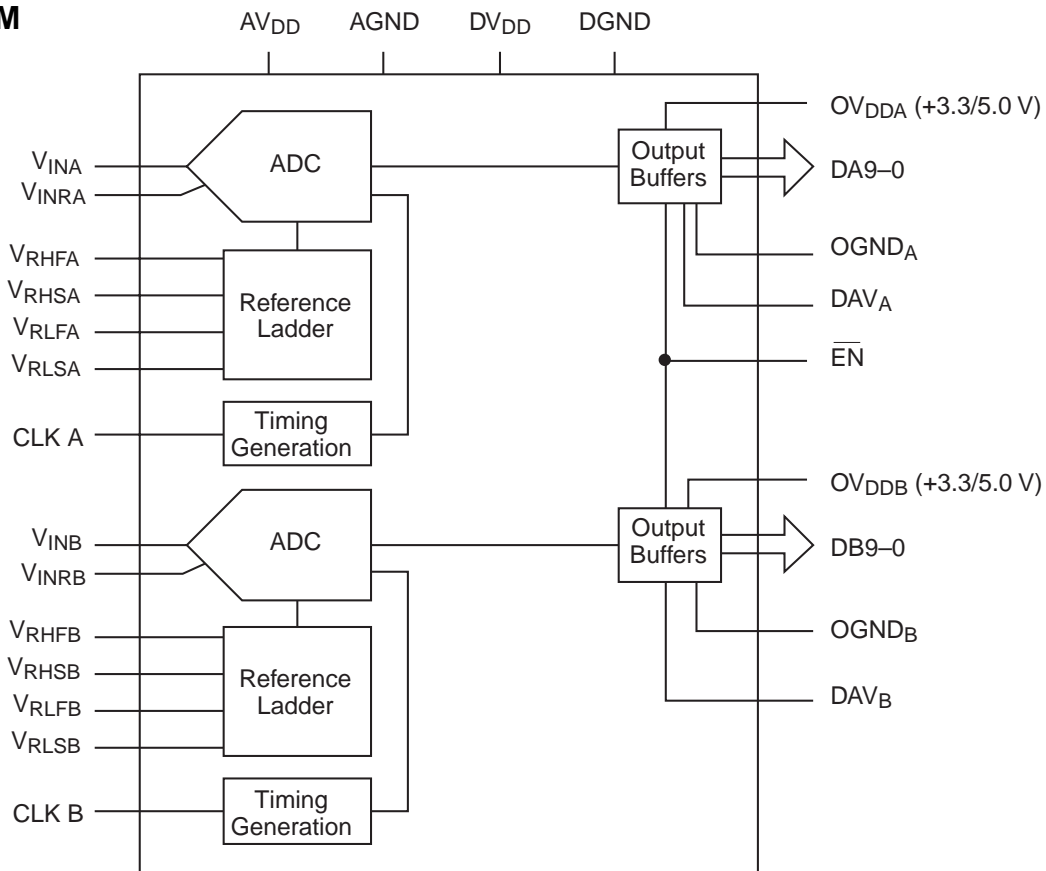 M
AVDD AGND DVDD DGND
OVDDA (+3.3/5.0 V)
VINA
ADC
Output
Buffers
DA9–0
VINRA
OGNDA
VRHFA
VRHSA
Reference
Ladder
DAVA
VRLFA
VRLSA
EN
CLK A
Timing
Generation
OVDDB (+3.3/5.0 V)
VINB
ADC
Output
Buffers
DB9–0
VINRB
OGNDB
VRHFB
VRHSB
Reference
Ladder
DAVB
VRLFB
VRLSB
CLK B
Timing
Generation